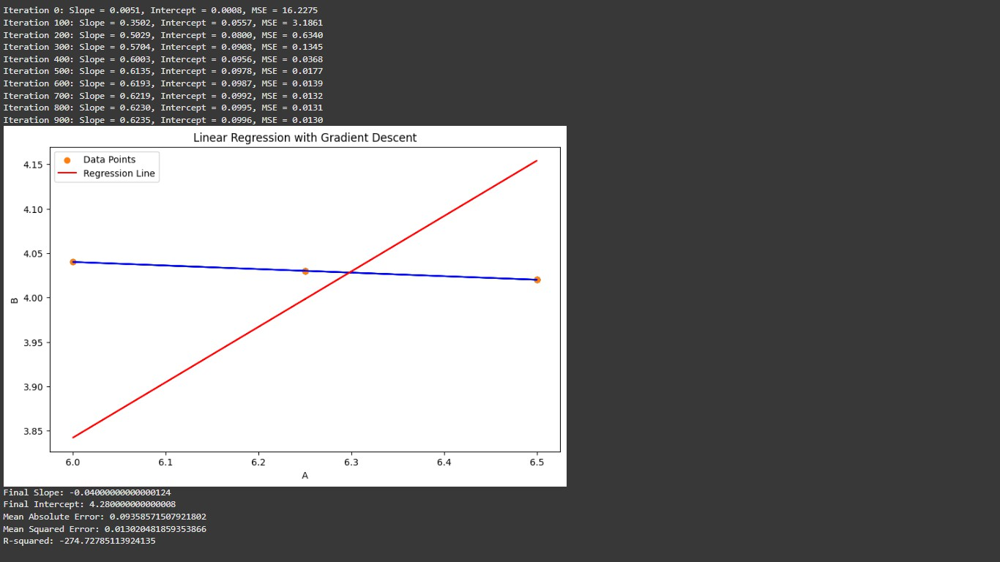 Iteration 0: Slope = 0.0051, Intercept = 0.0008, MSE = 16.2275
Iteration 100: Slope = 0.3502, Intercept = 0.0557, MSE = 3.1861
Iteration 200: Slope = 0.5029, Intercept = 0.0800, MSE = 0.6340
Iteration 300: Slope = 0.5704, Intercept = 0.0908, MSE = 0.1345
Iteration 400: Slope = 0.6003, Intercept = 0.0956, MSE = 0.0368
Iteration 500: Slope = 0.6135, Intercept = 0.0978, MSE = 0.0177
Iteration 600: Slope = 0.6193, Intercept = 0.0987, MSE = 0.0139
Iteration 700: Slope = 0.6219, Intercept = 0.0992, MSE = 0.0132
Iteration 800: Slope = 0.6230, Intercept = 0.0995, MSE = 0.0131
Iteration 900: Slope = 0.6235, Intercept = 0.0996, MSE = 0.0130
Linear Regression with Gradient Descent
Data Points
Regression Line
4.15
4.10
4.05
4.00
3.95
3.90
3.85
B
6.0 6.1 6.2 6.3 6.4 6.5
A
Final Slope: -0.04000000000000124
Final Intercept: 4.280000000000008
Mean Absolute Error: 0.09358571507921802
Mean Squared Error: 0.013020481859353866
R-squared: -274.72785113924135